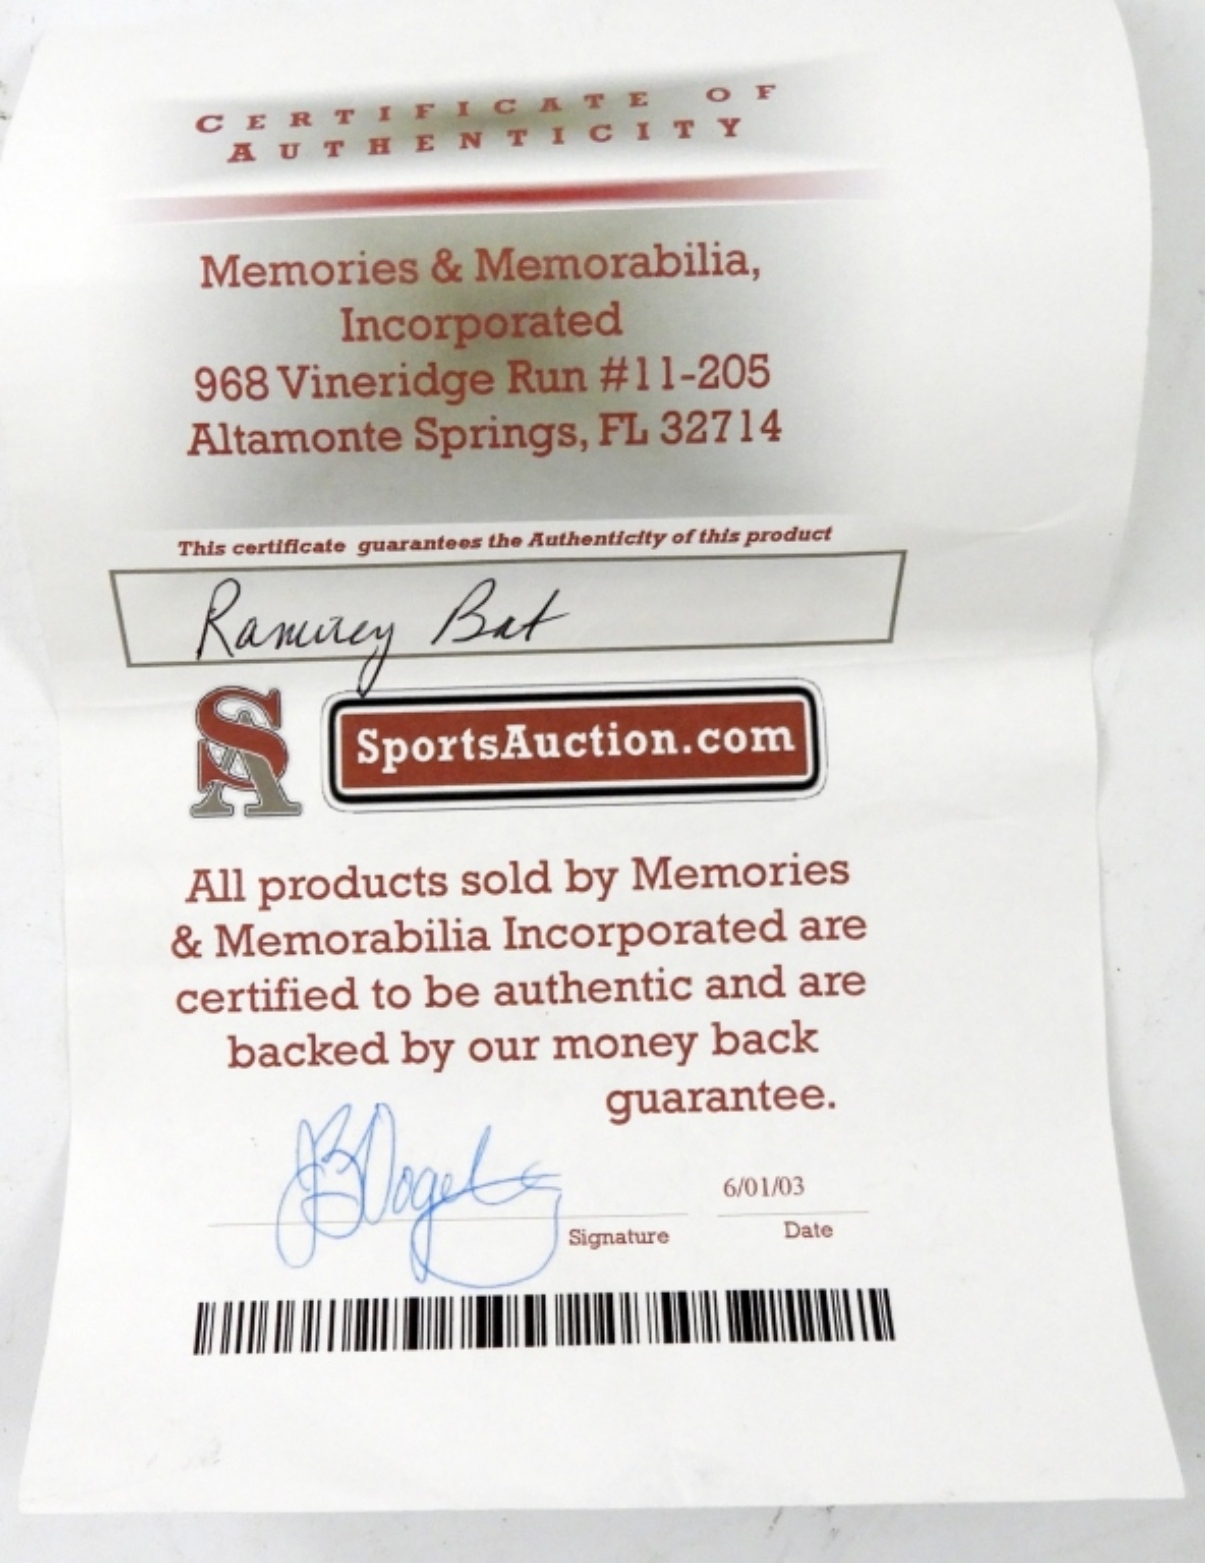 CERTIFICATE OF
AUTHENTICITY
Memories & Memorabilia,
Incorporated
968 Vineridge Run #11-205
Altamonte Springs, FL 32714
This certificate guarantees the Authenticity of this product
Ramirez Bat
SA
SportsAuction.com
All products sold by Memories
& Memorabilia Incorporated are
certified to be authentic and are
backed by our money back
guarantee.
6/01/03
Signature
Date